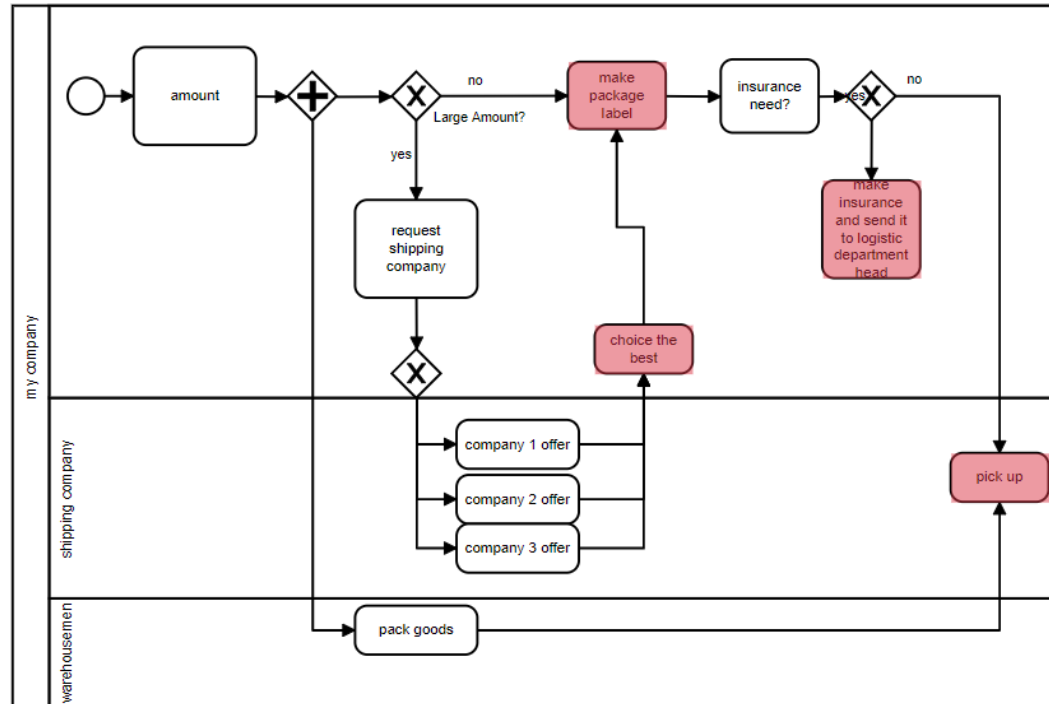 my company
amount
no
Large Amount?
yes
make
package
label
insurance
need?
yes
no
request
shipping
company
make
insurance
and send it
to logistic
department
head
choice the
best
shipping company
company 1 offer
company 2 offer
company 3 offer
pick up
warehousemen
pack goods